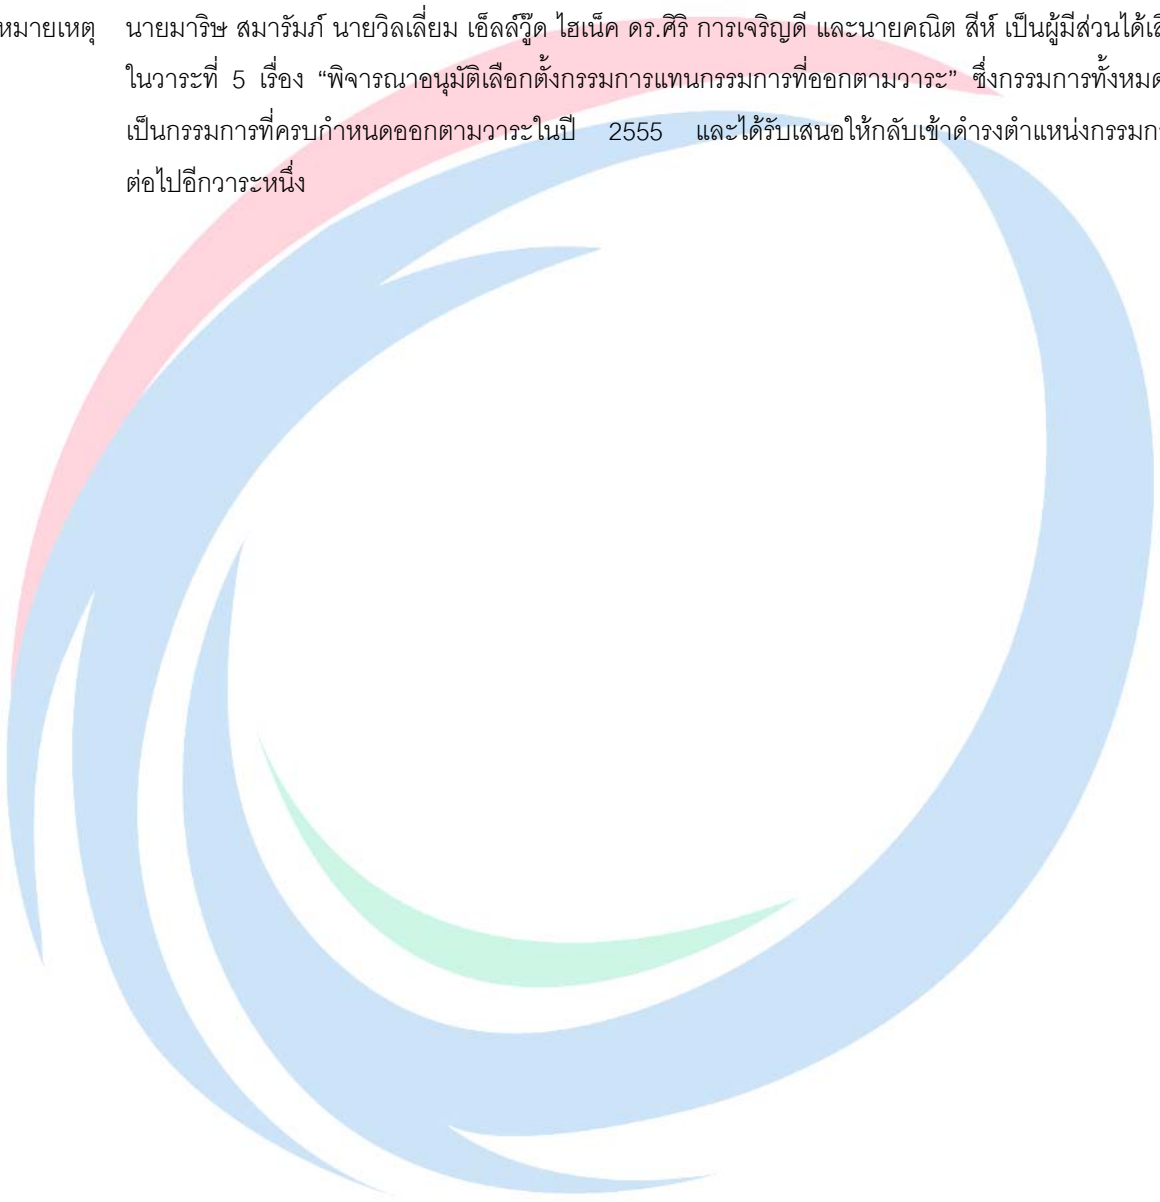 หมายเหตุ นายมาริษ สมารัมภ์ นายวิลเลี่ยม เอ็ลล์วู๊ด ไฮเน็ค ดร.ศิริ การเจริญดี และนายคณิต สีห์ เป็นผู้มีส่วนได้เสี
ในวาระที่ 5 เรื่อง “พิจารณาอนุมัติเลือกตั้งกรรมการแทนกรรมการที่ออกตามวาระ” ซึ่งกรรมการทั้งหมด
เป็นกรรมการที่ครบกำหนดออกตามวาระในปี 2555 และได้รับเสนอให้กลับเข้าดำรงตำแหน่งกรรมกา
ต่อไปอีกวาระหนึ่ง